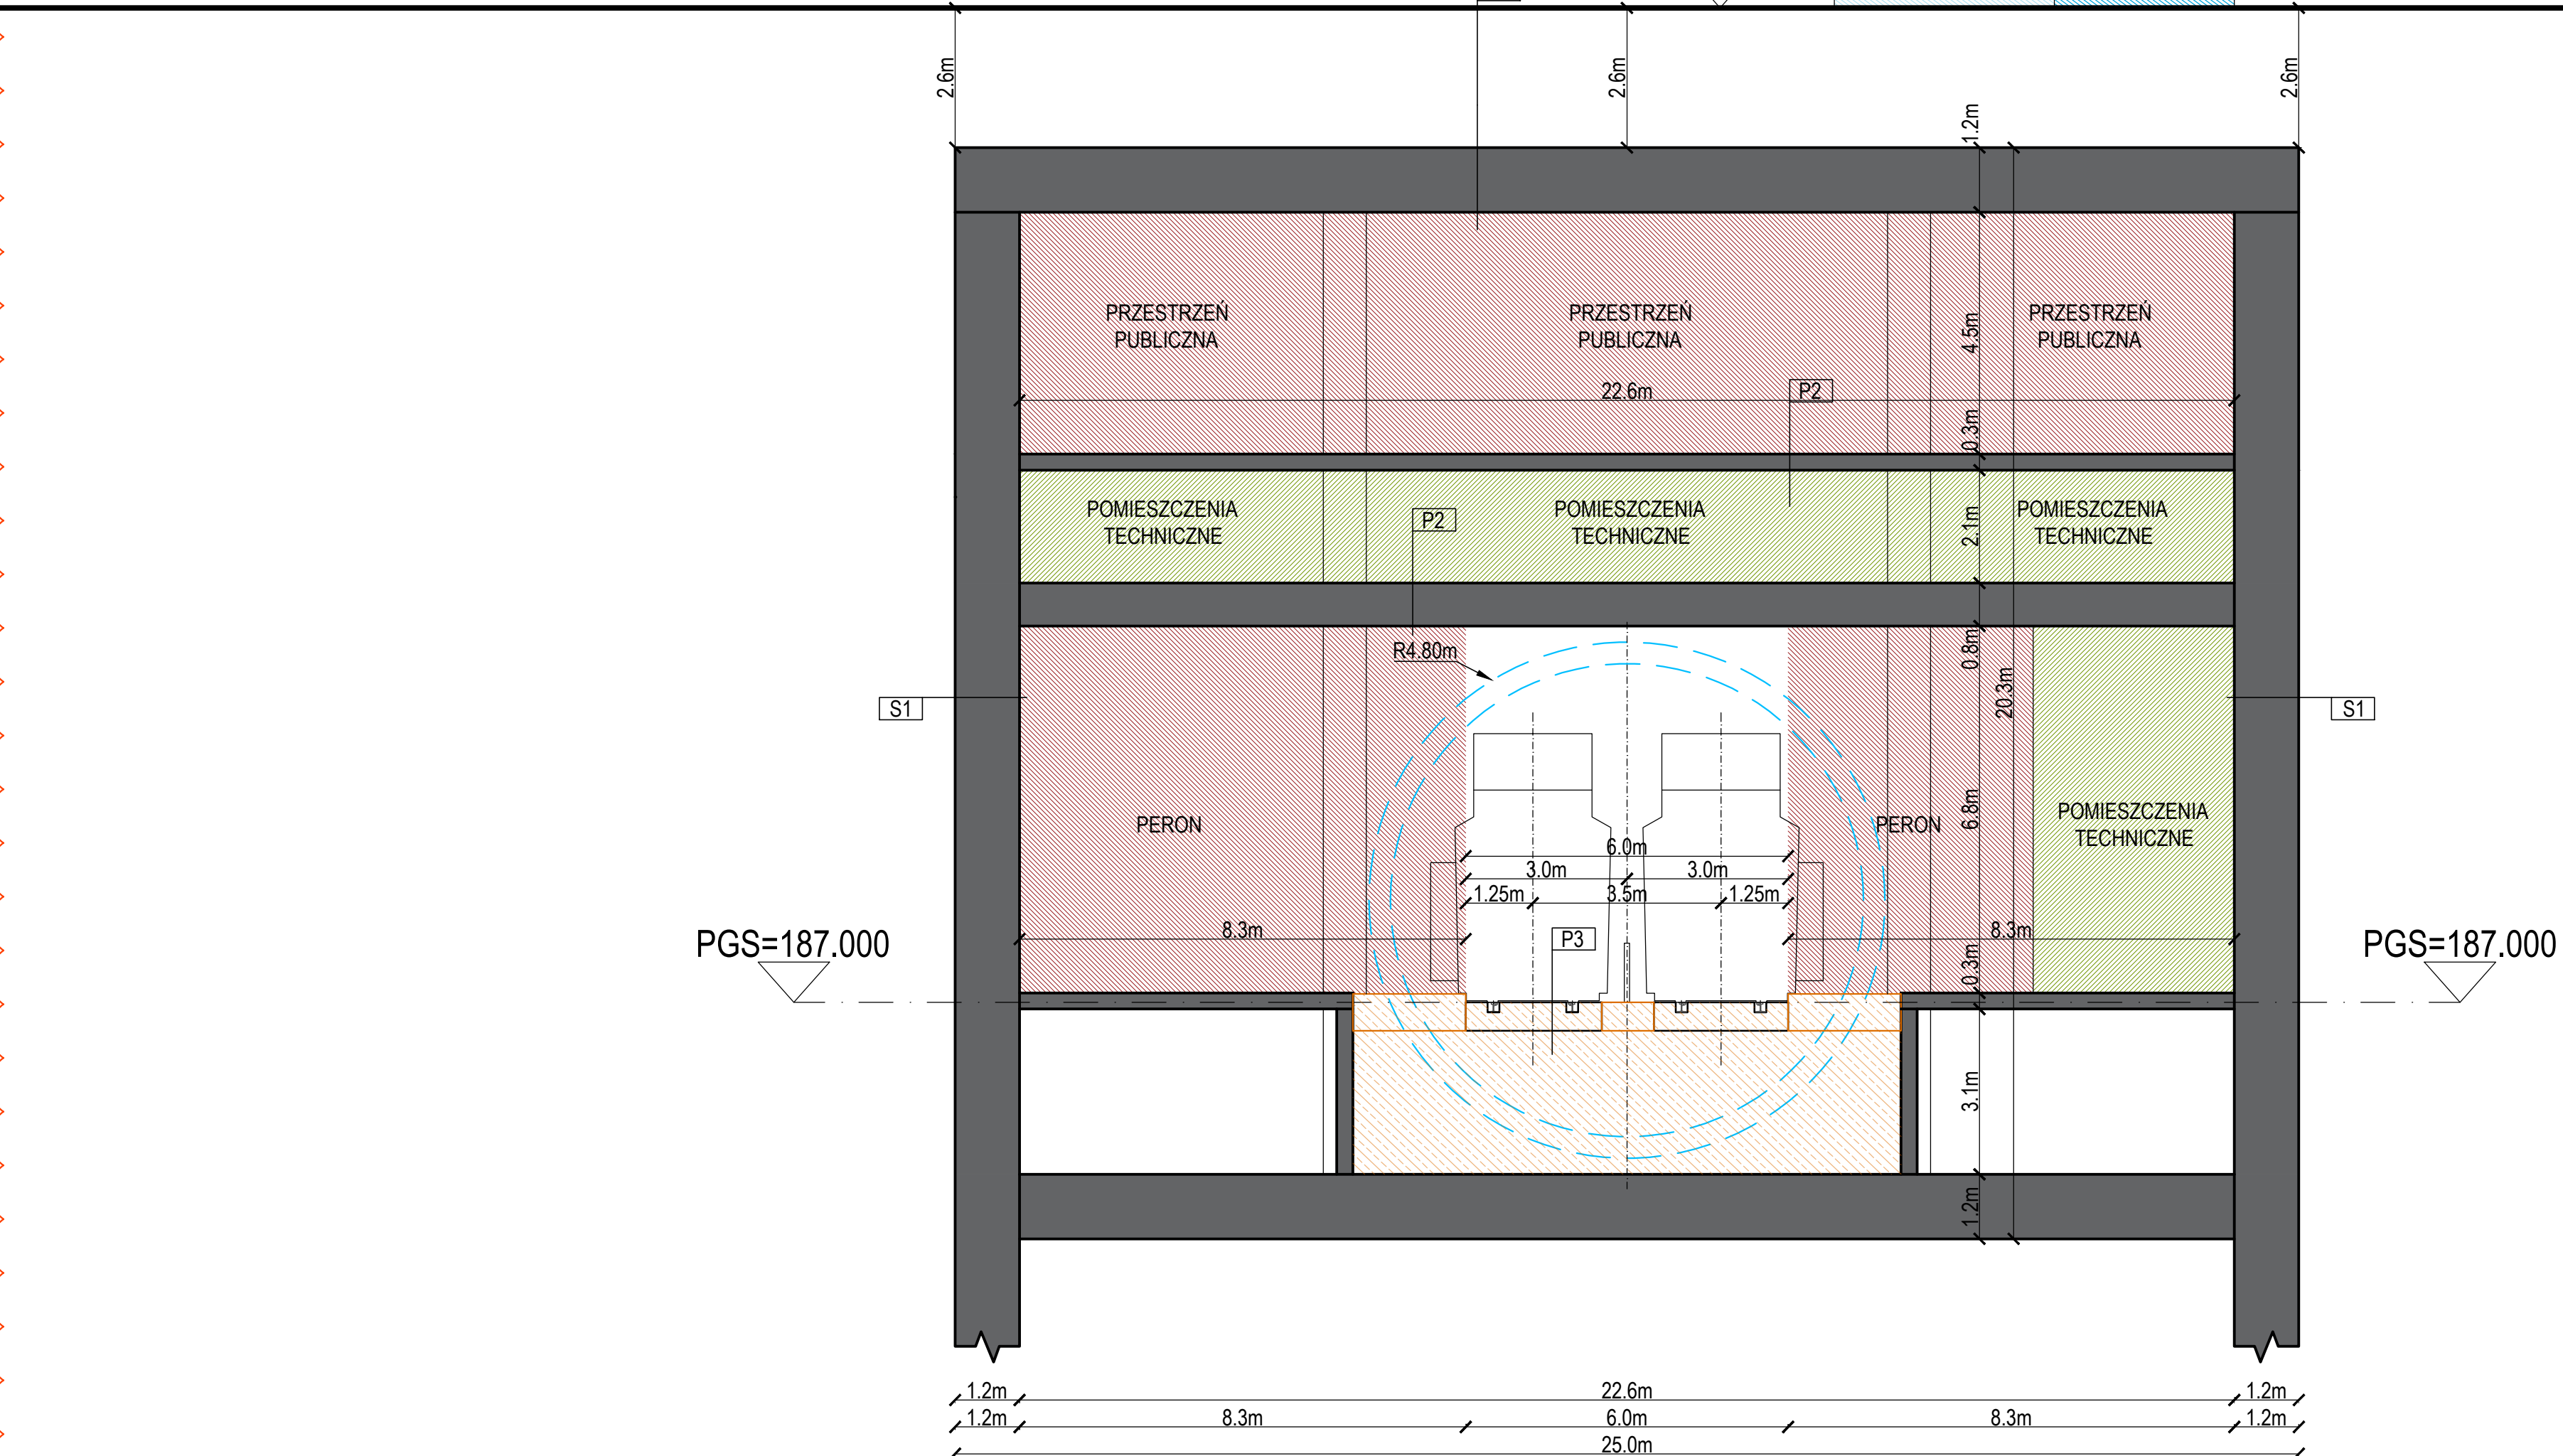 2.6m
2.6m
2.6m
1.2m
PRZESTRZEŃ
PUBLICZNA
PRZESTRZEŃ
PUBLICZNA
PRZESTRZEŃ
PUBLICZNA
4.5m
22.6m
P2
0.3m
POMIESZCZENIA
TECHNICZNE
P2
POMIESZCZENIA
TECHNICZNE
2.1m
POMIESZCZENIA
TECHNICZNE
R4.80m
0.8m
20.3m
S1
S1
PERON
PERON
6.8m
POMIESZCZENIA
TECHNICZNE
6.0m
3.0m
3.0m
1.25m
3.5m
1.25m
8.3m
P3
8.3m
PGS=187.000
PGS=187.000
0.3m
3.1m
1.2m
1.2m
22.6m
1.2m
1.2m
8.3m
6.0m
8.3m
1.2m
25.0m